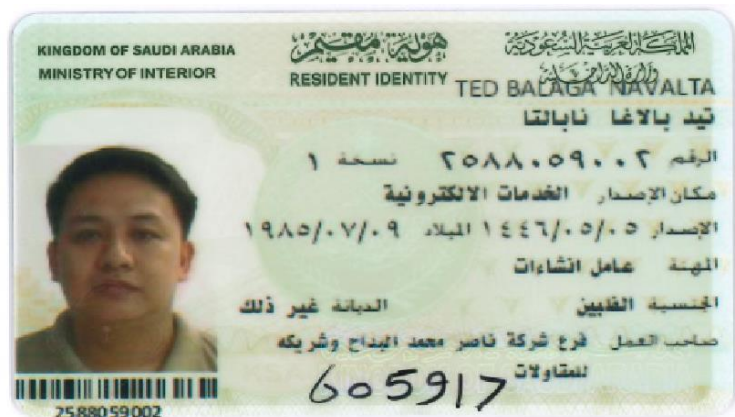 KINGDOM OF SAUDI ARABIA
MINISTRY OF INTERIOR
هوية مقيم
RESIDENT IDENTITY
المملكة العربية السعودية
وزارة الداخلية
TED BALAGA NAVALTA
تيد بالاغا نابالتا
الرقم ٢٥٨٨٠٥٩٠٠٢ نسخة ١
مكان الإصدار الخدمات الالكترونية
الإصدار ١٤٤٦/٠٥/٠٥ الميلاد ١٩٨٥/٠٧/٠٩
المهنة عامل انشاءات
الجنسية الفلبين الديانة غير ذلك
صاحب العمل فرع شركة ناصر محمد البداح وشريكه
للمقاولات
605917
2588059002